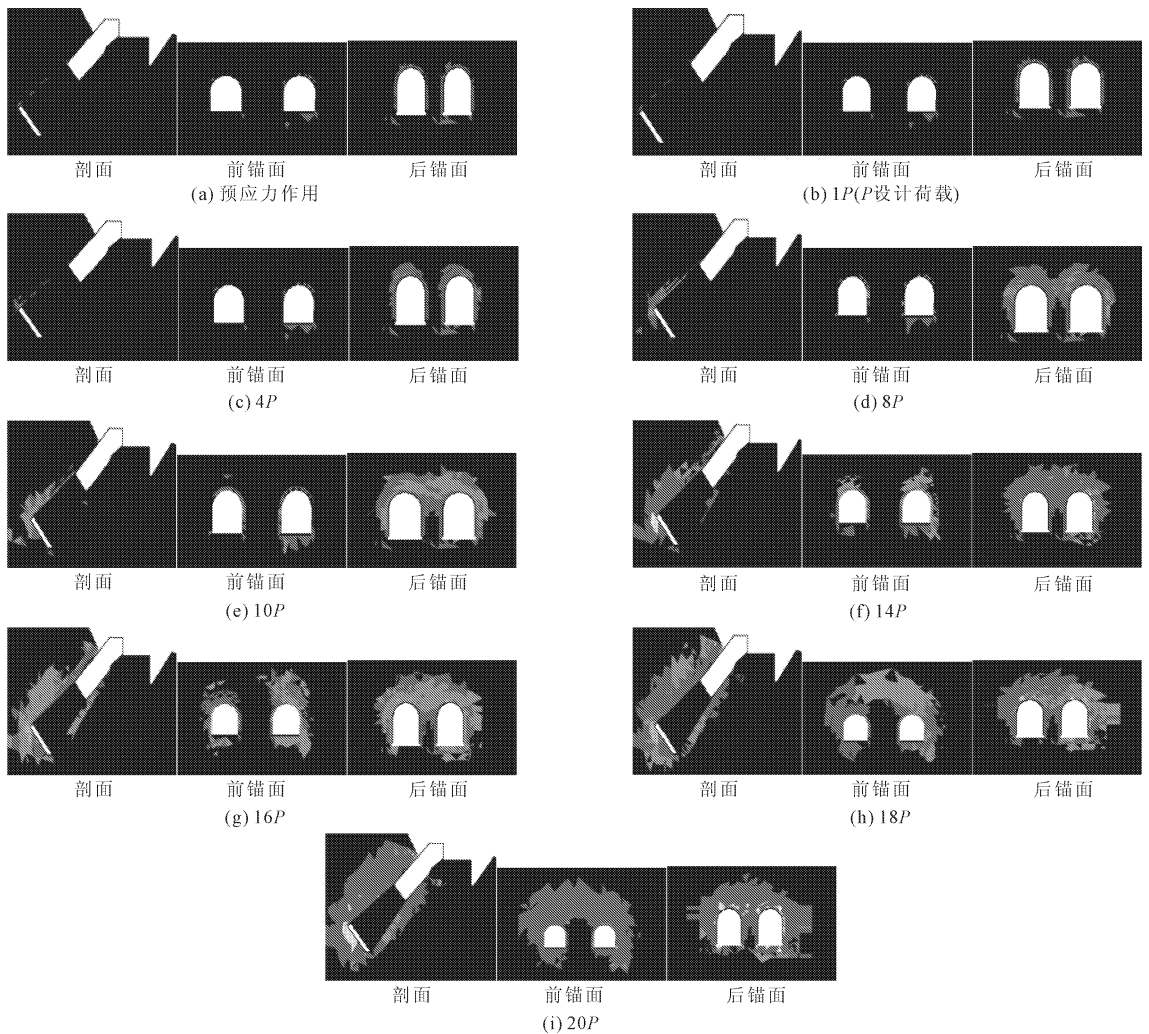 剖面 前锚面 后锚面 剖面 前锚面 后锚面
(a) 预应力作用 (b) 1P(P设计荷载)
剖面 前锚面 后锚面 剖面 前锚面 后锚面
(c) 4P (d) 8P
剖面 前锚面 后锚面 剖面 前锚面 后锚面
(e) 10P (f) 14P
剖面 前锚面 后锚面 剖面 前锚面 后锚面
(g) 16P (h) 18P
剖面 前锚面 后锚面
(i) 20P